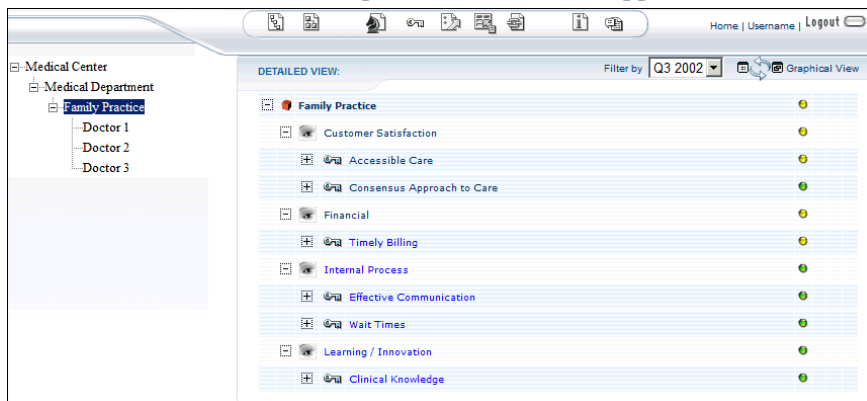 Home | Username | Logout
Medical Center
Medical Department
Family Practice
Doctor 1
Doctor 2
Doctor 3
DETAILED VIEW:
Filter by Q3 2002 Graphical View
Family Practice
Customer Satisfaction
Accessible Care
Consensus Approach to Care
Financial
Timely Billing
Internal Process
Effective Communication
Wait Times
Learning / Innovation
Clinical Knowledge